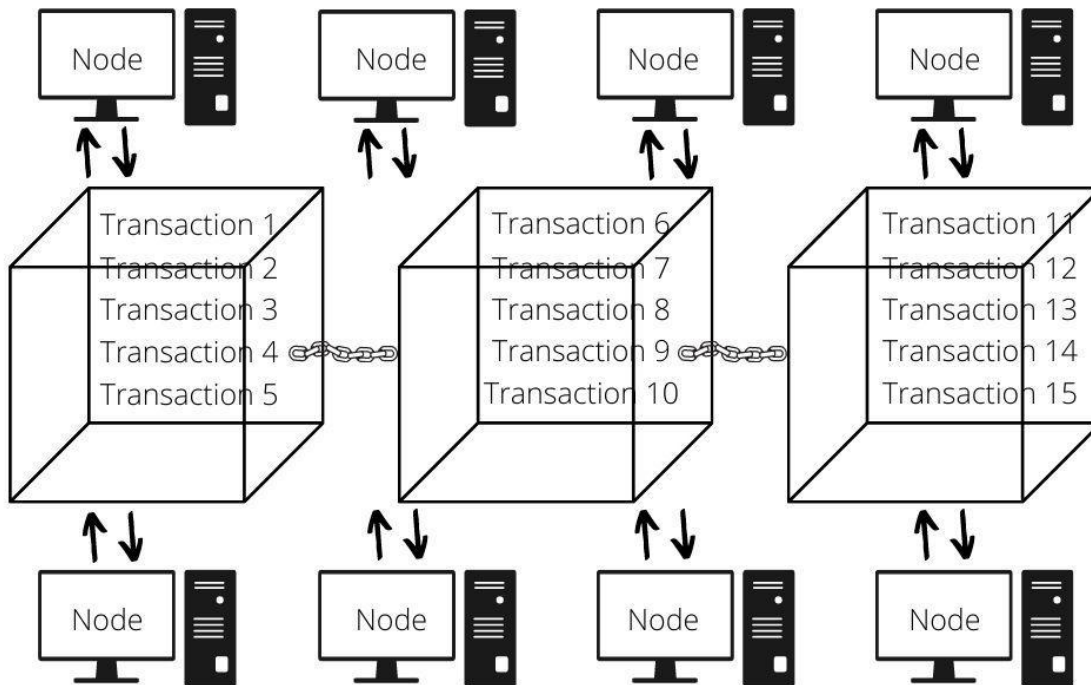 Node
Node
Node
Node
Transaction 1
Transaction 2
Transaction 3
Transaction 4
Transaction 5
Transaction 6
Transaction 7
Transaction 8
Transaction 9
Transaction 10
Transaction 11
Transaction 12
Transaction 13
Transaction 14
Transaction 15
Node
Node
Node
Node